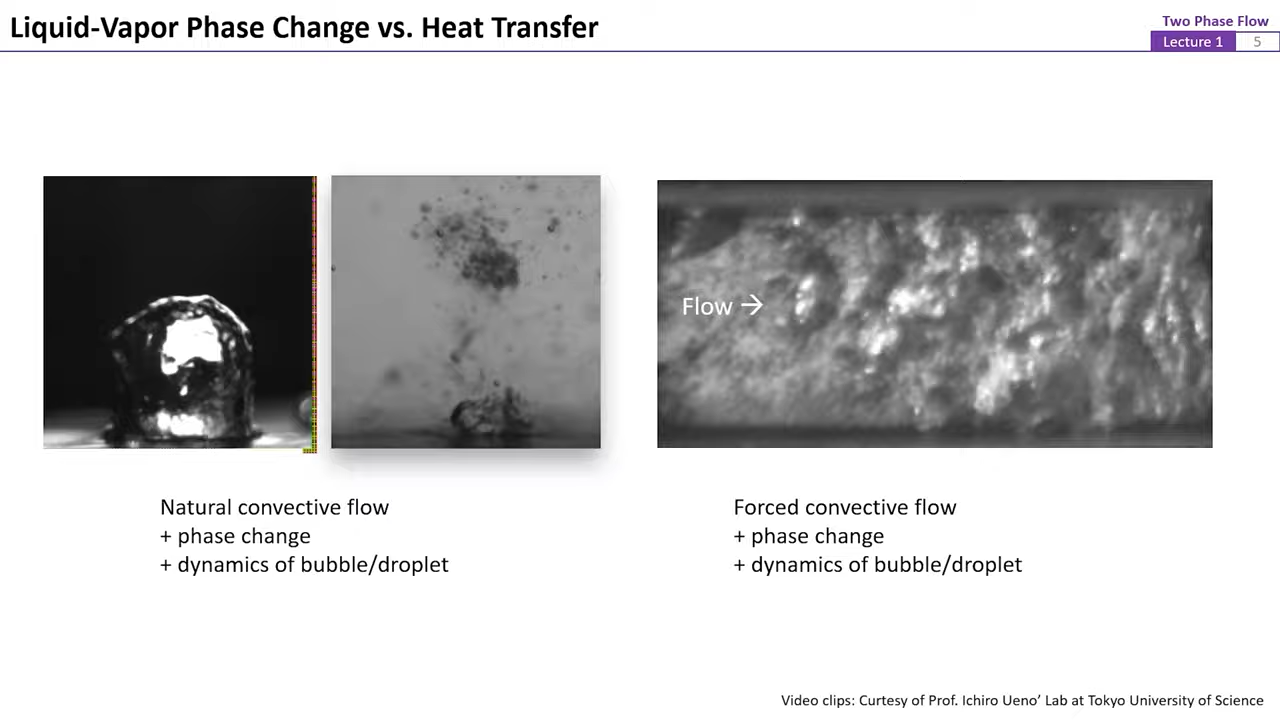 Liquid-Vapor Phase Change vs. Heat Transfer
Two Phase Flow
Lecture 1
5
Flow →
Natural convective flow
+ phase change
+ dynamics of bubble/droplet
Forced convective flow
+ phase change
+ dynamics of bubble/droplet
Video clips: Curtesy of Prof. Ichiro Ueno’ Lab at Tokyo University of Science